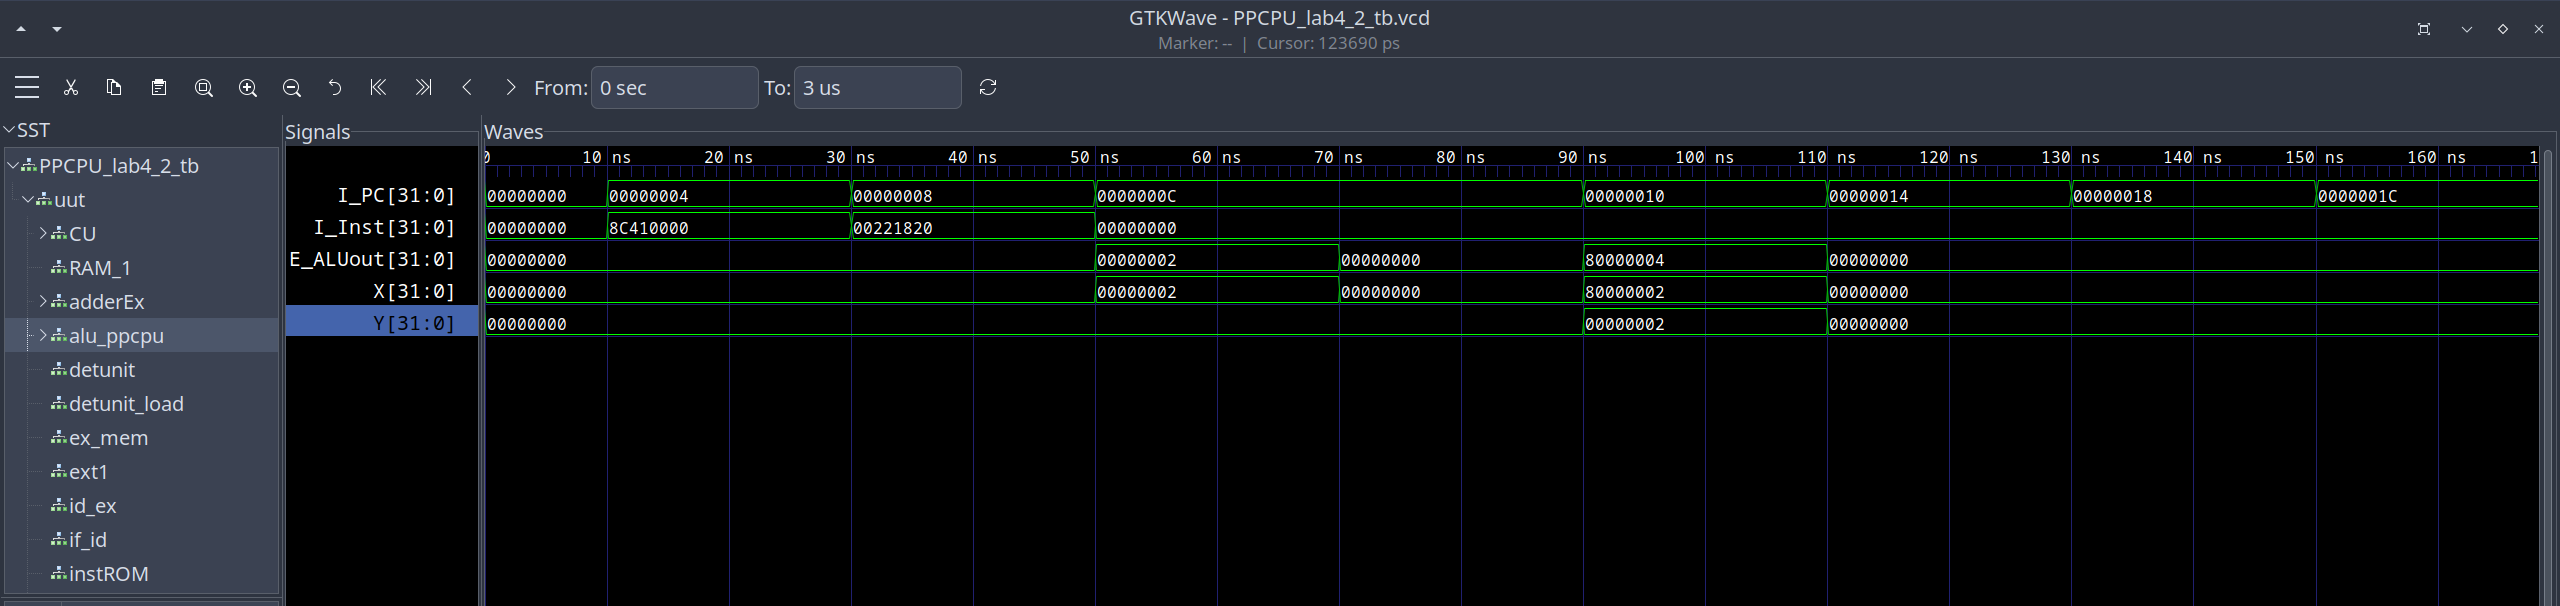 GTKWave - PPCPU_lab4_2_tb.vcd
Marker: -- | Cursor: 123690 ps
From: 0 sec To: 3 us
SST
PPCPU_lab4_2_tb
uut
CU
RAM_1
adderEx
alu_ppcpu
detunit
detunit_load
ex_mem
ext1
id_ex
if_id
instROM
Signals
I_PC[31:0]
I_Inst[31:0]
E_ALUout[31:0]
X[31:0]
Y[31:0]
Waves
0 10 ns 20 ns 30 ns 40 ns 50 ns 60 ns 70 ns 80 ns 90 ns 100 ns 110 ns 120 ns 130 ns 140 ns 150 ns 160 ns 1
00000000 00000004 00000008 0000000C 00000010 00000014 00000018 0000001C
00000000 8C410000 00221820 00000000
00000000 00000002 00000000 80000004 00000000
00000000 00000002 00000000 80000002 00000000
00000000 00000002 00000000